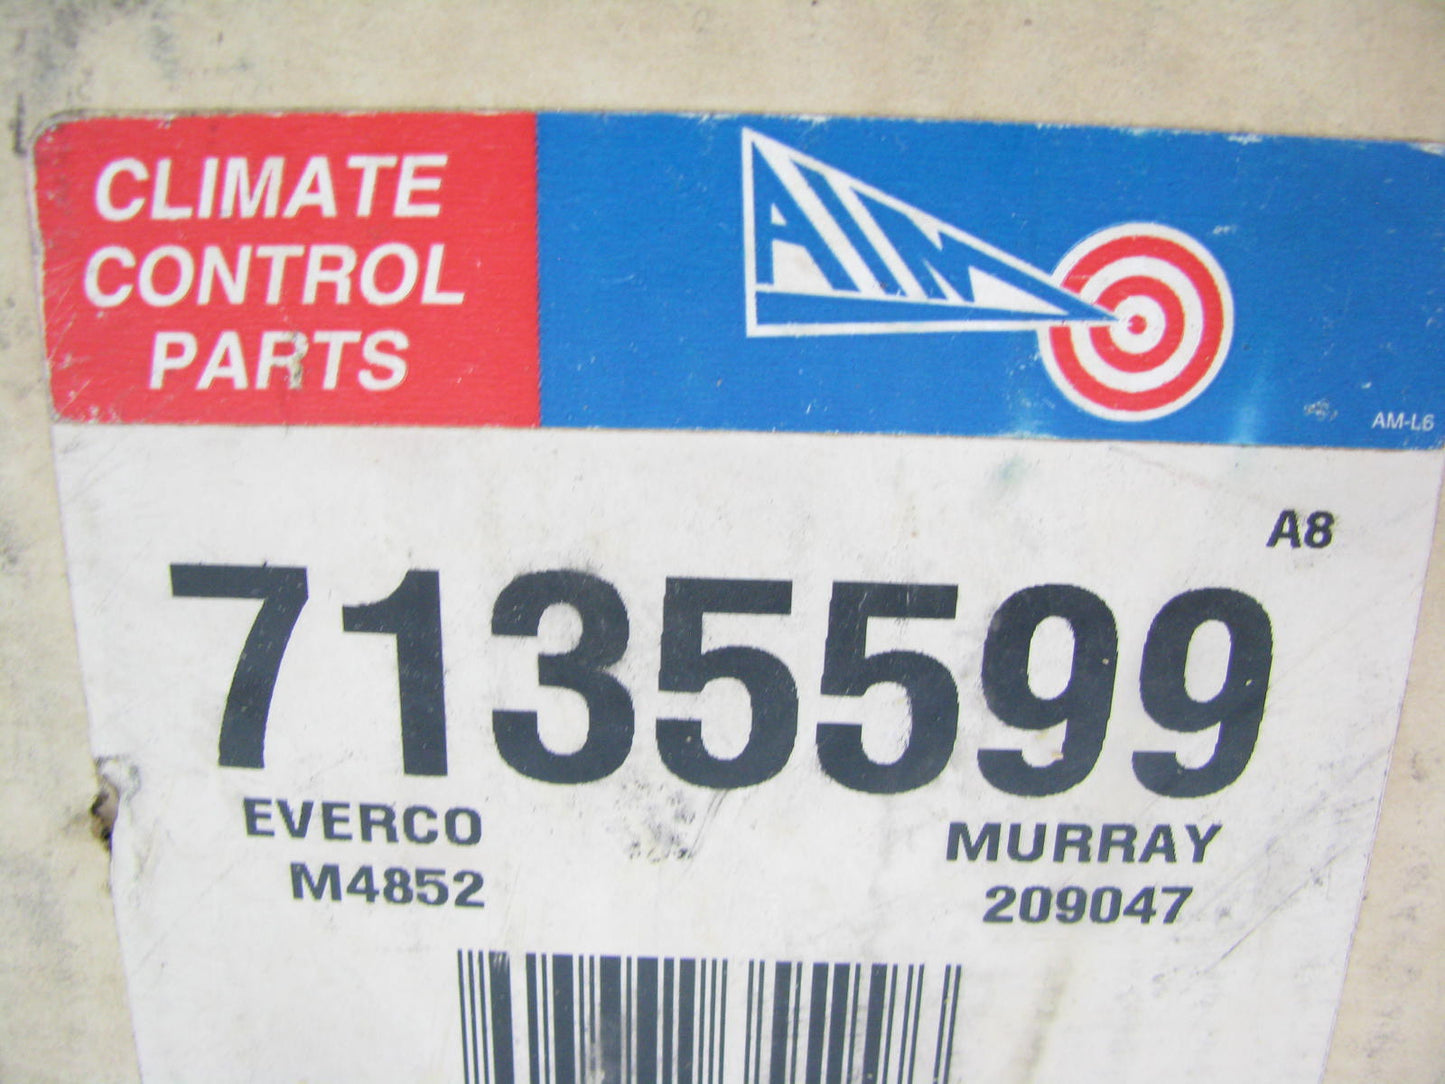 CLIMATE
CONTROL
PARTS
AIM
AM-L6
A8
7135599
EVERCO
M4852
MURRAY
209047